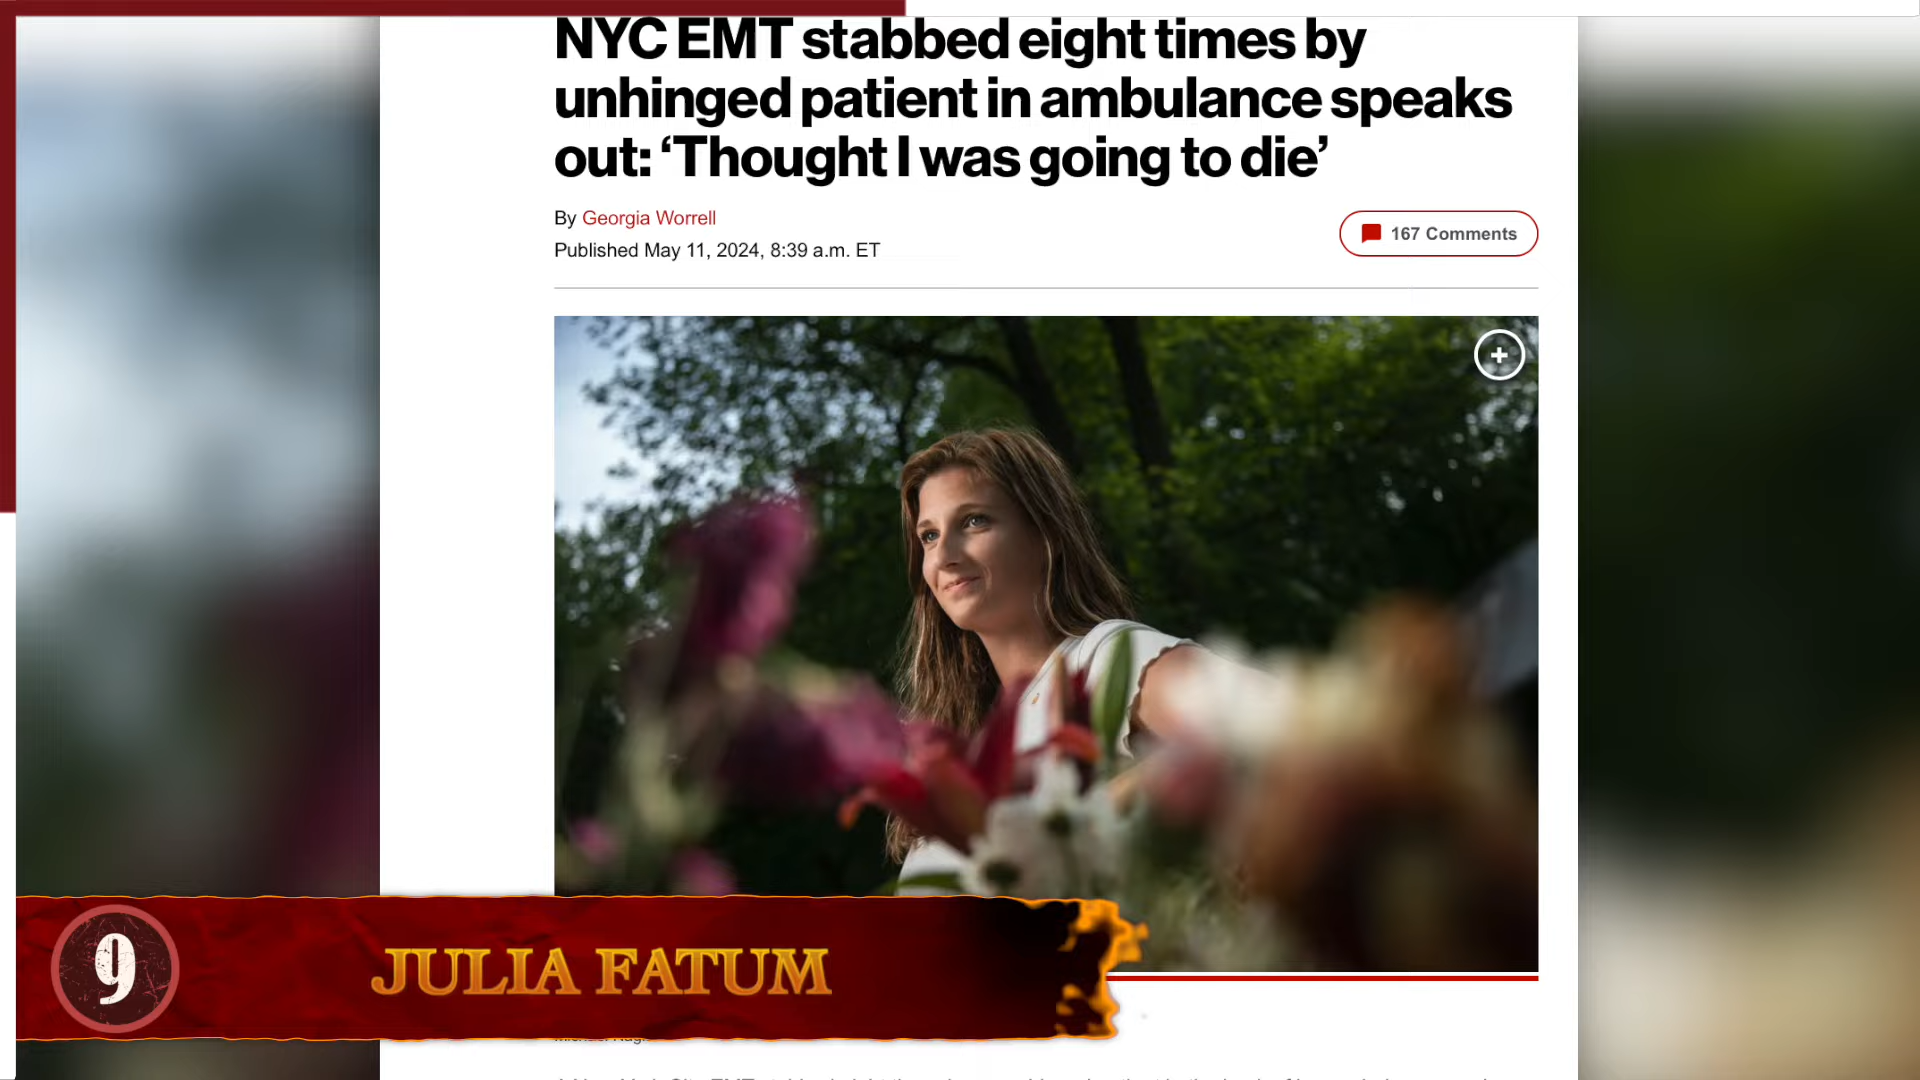 NYC EMT stabbed eight times by
unhinged patient in ambulance speaks
out: ‘Thought I was going to die’
By Georgia Worrell
Published May 11, 2024, 8:39 a.m. ET
167 Comments
9
JULIA FATUM